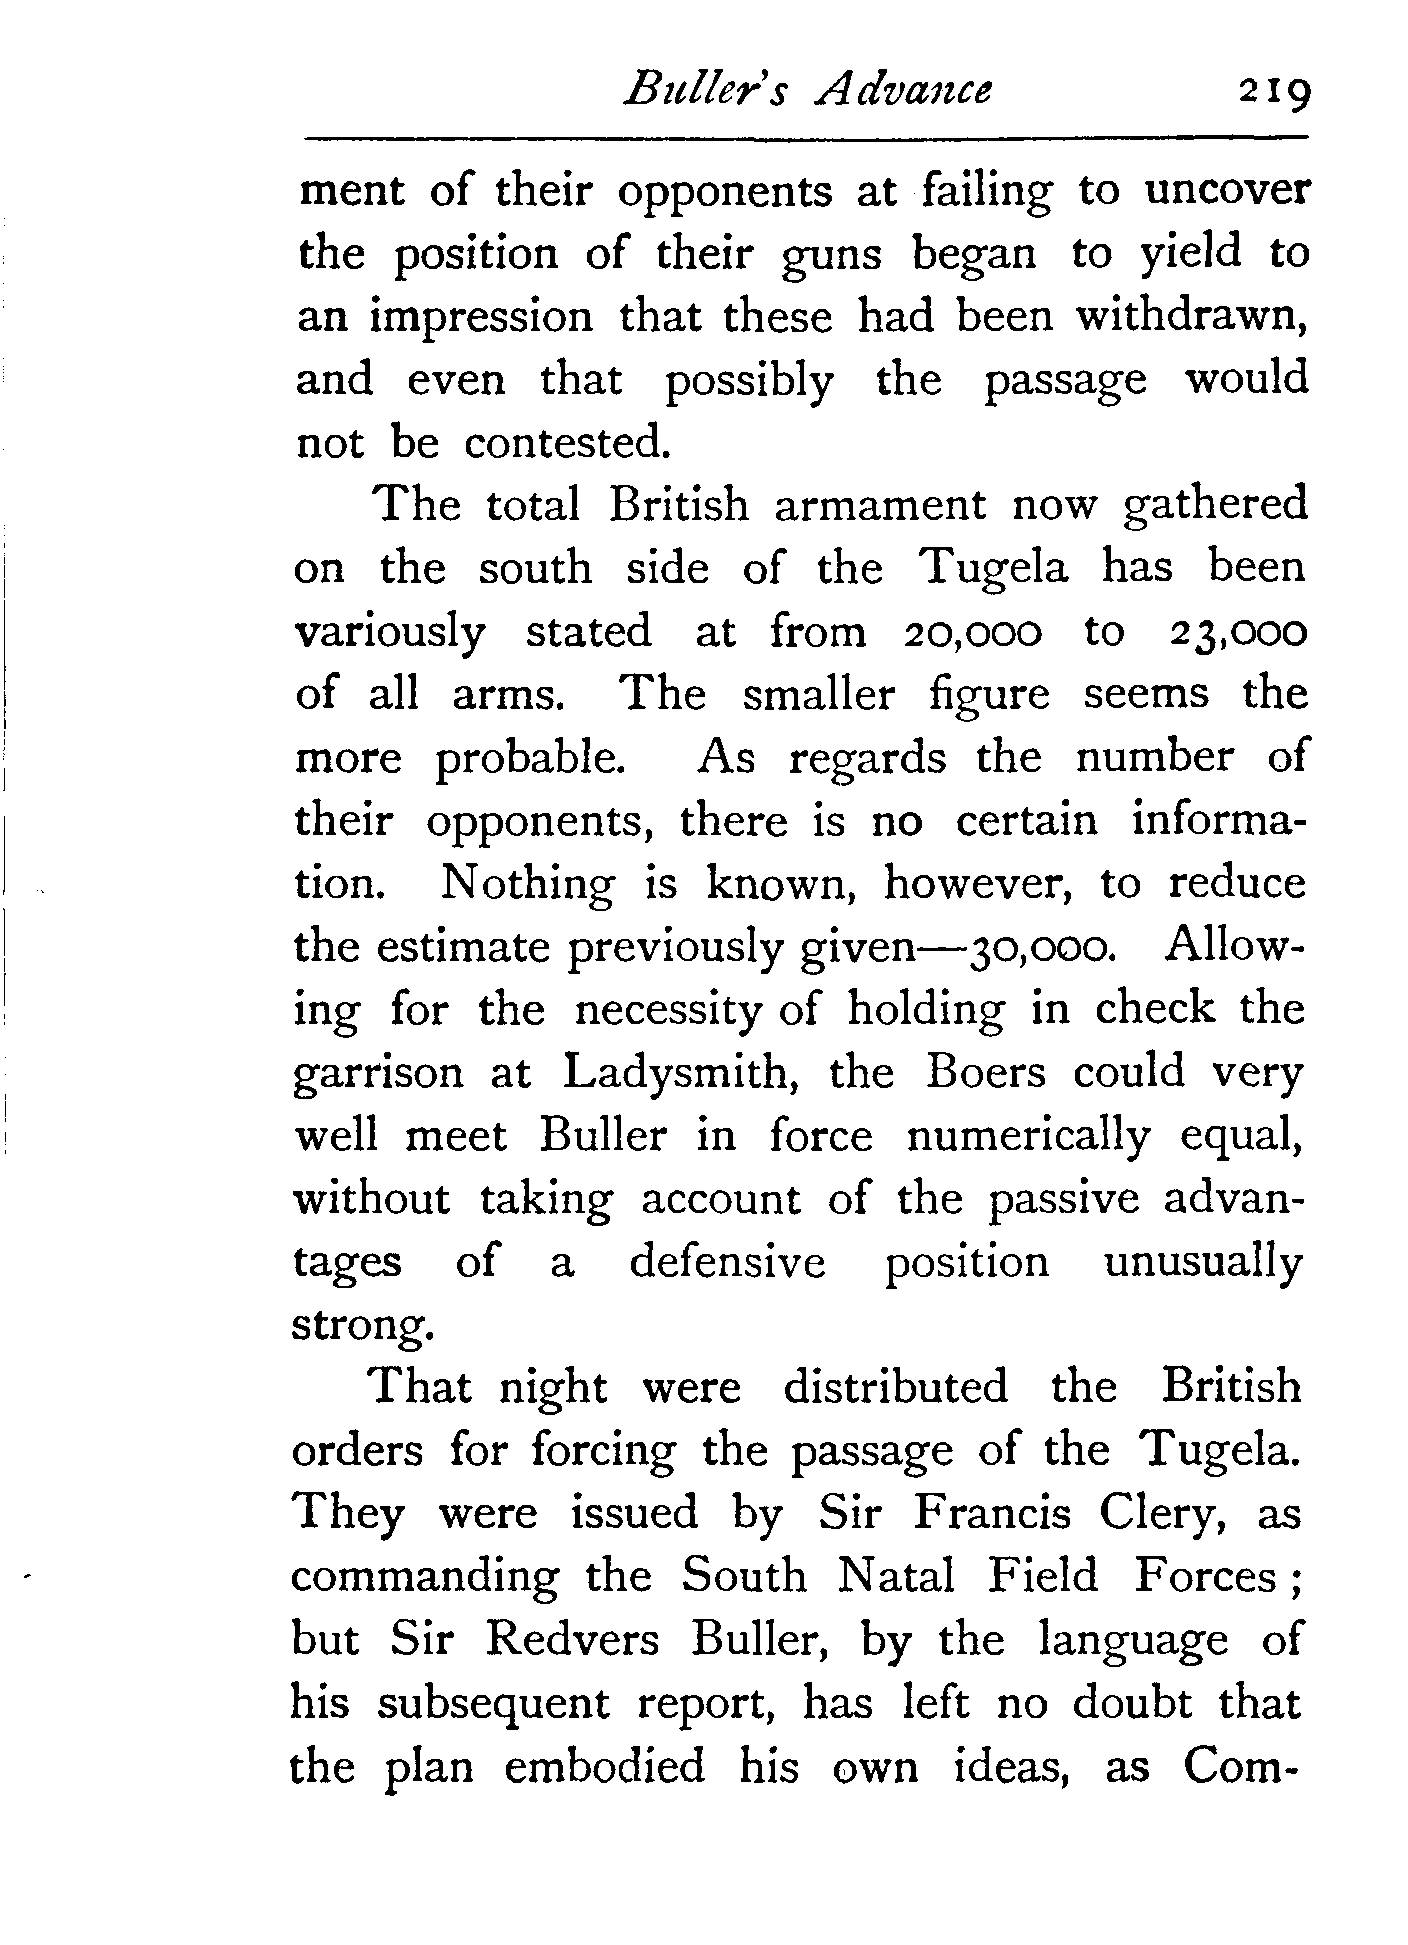 Buller's Advance 219
ment of their opponents at failing to uncover
the position of their guns began to yield to
an impression that these had been withdrawn,
and even that possibly the passage would
not be contested.
The total British armament now gathered
on the south side of the Tugela has been
variously stated at from 20,000 to 23,000
of all arms. The smaller figure seems the
more probable. As regards the number of
their opponents, there is no certain informa-
tion. Nothing is known, however, to reduce
the estimate previously given—30,000. Allow-
ing for the necessity of holding in check the
garrison at Ladysmith, the Boers could very
well meet Buller in force numerically equal,
without taking account of the passive advan-
tages of a defensive position unusually
strong.
That night were distributed the British
orders for forcing the passage of the Tugela.
They were issued by Sir Francis Clery, as
commanding the South Natal Field Forces ;
but Sir Redvers Buller, by the language of
his subsequent report, has left no doubt that
the plan embodied his own ideas, as Com-